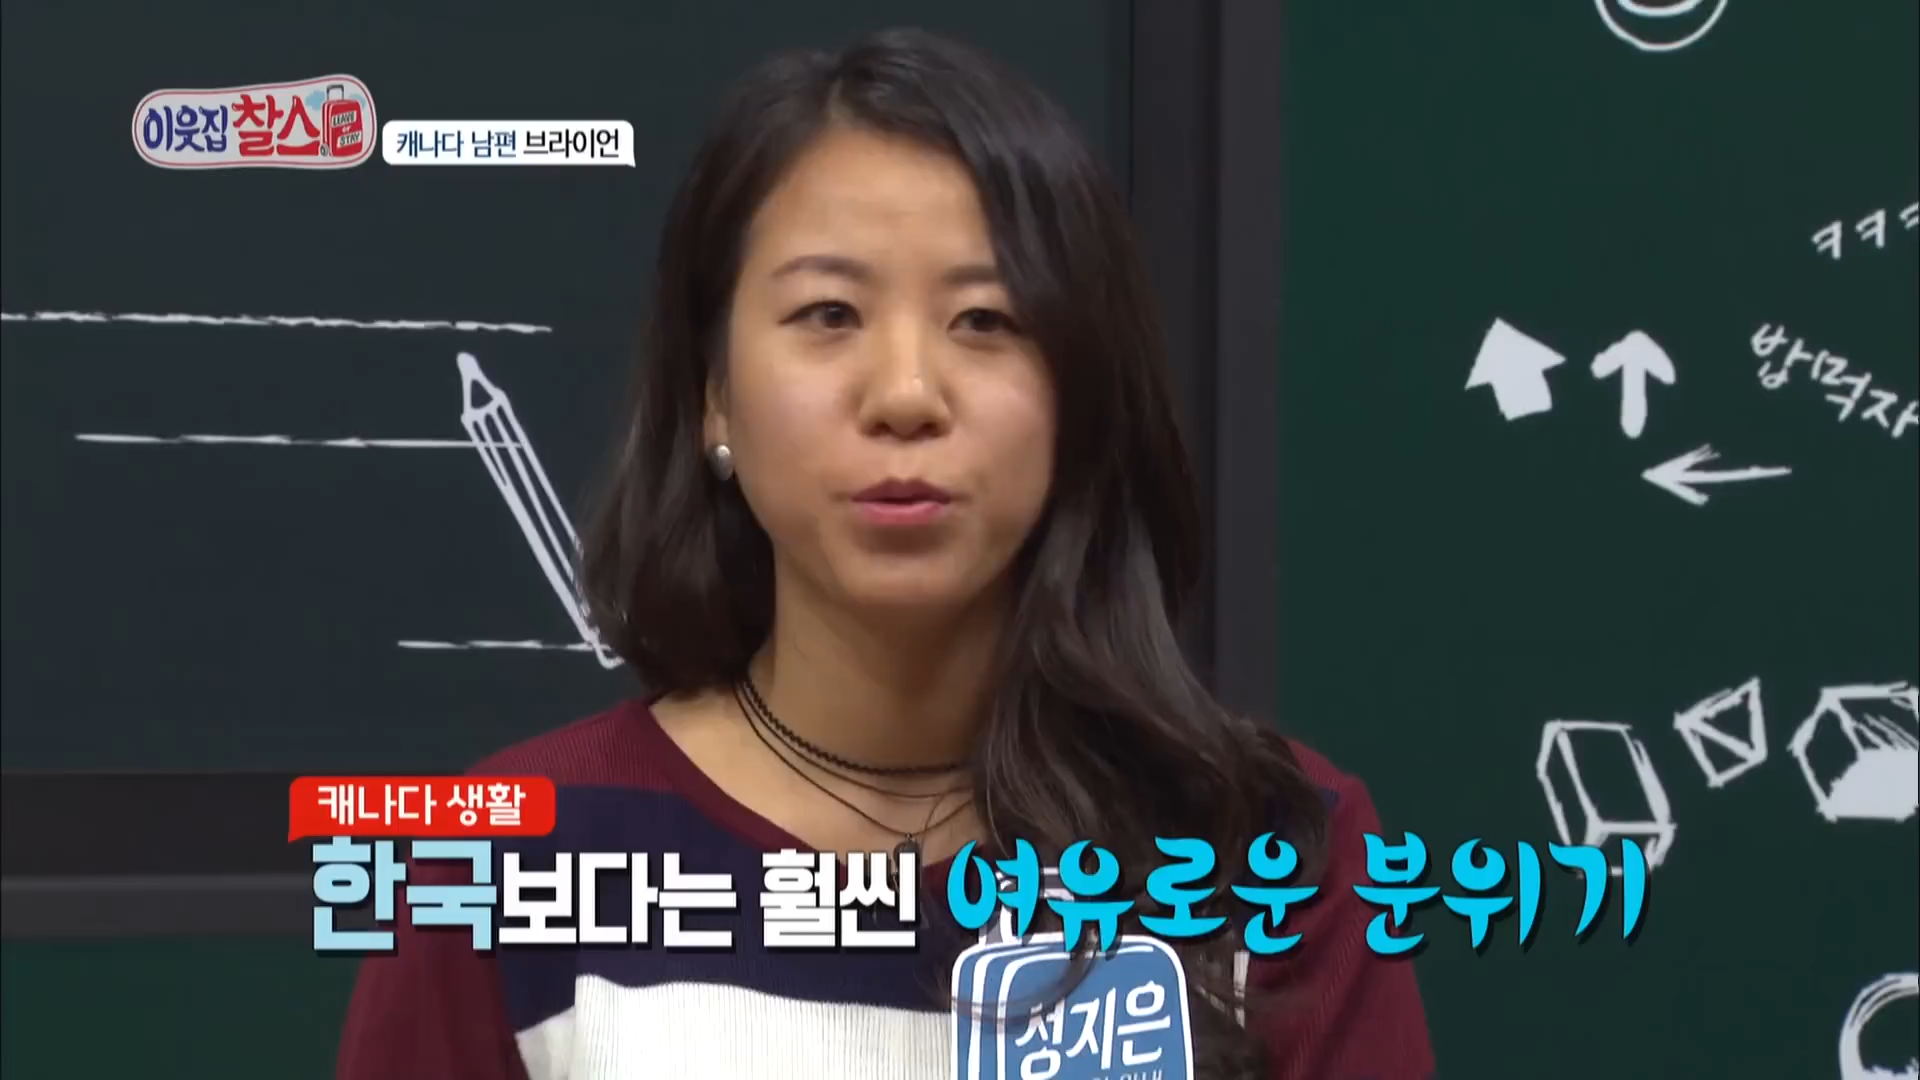 이웃집 찰스
LEAVE
or
STAY
캐나다 남편 브라이언
ㅋㅋㅋ
밥먹자
캐나다 생활
한국보다는 훨씬 여유로운 분위기
성지은